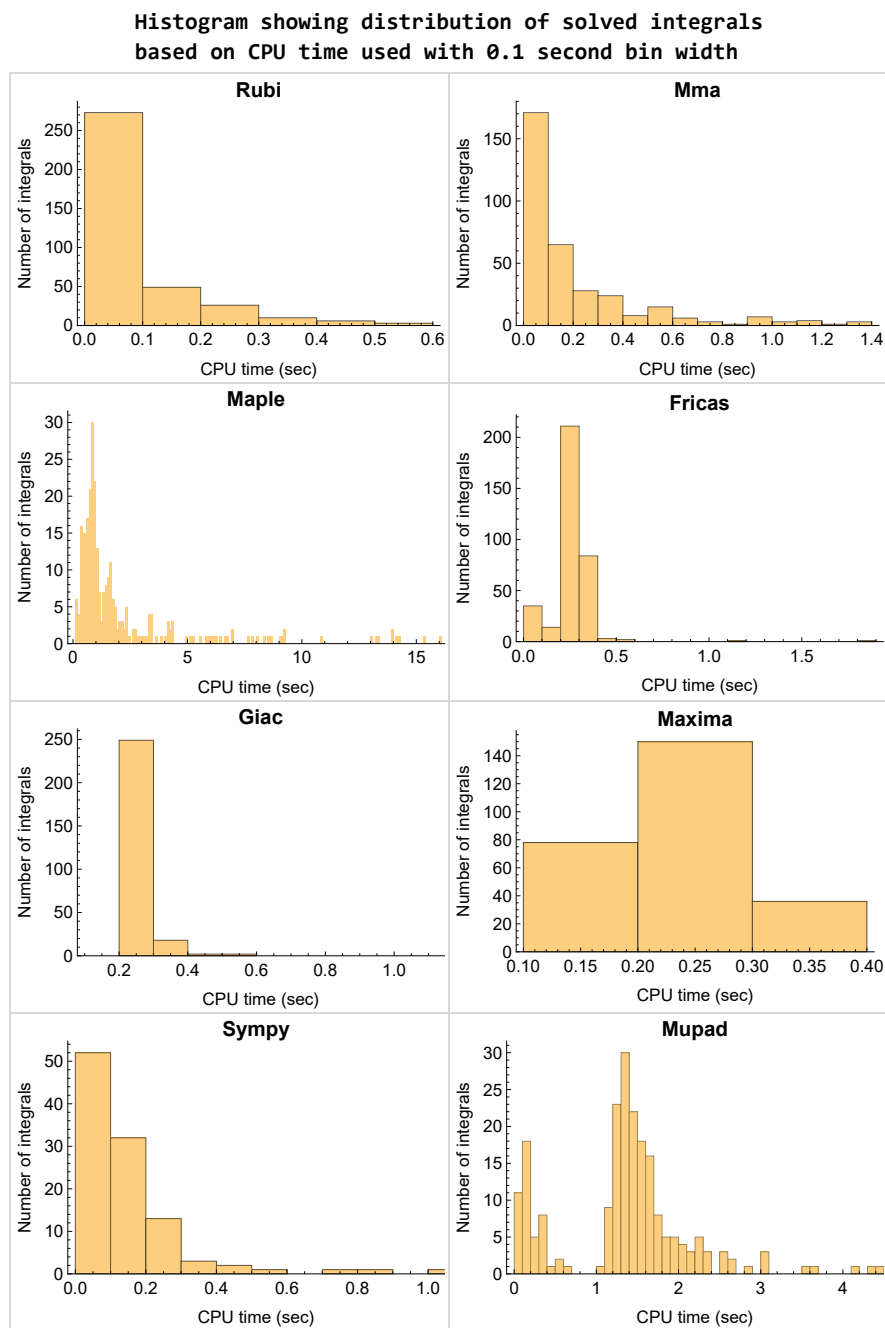 Histogram showing distribution of solved integrals
based on CPU time used with 0.1 second bin width
Rubi
Number of integrals
250
200
150
100
50
0
0.0 0.1 0.2 0.3 0.4 0.5 0.6
CPU time (sec)
Mma
Number of integrals
150
100
50
0
0.0 0.2 0.4 0.6 0.8 1.0 1.2 1.4
CPU time (sec)
Maple
Number of integrals
30
25
20
15
10
5
0
0 5 10 15
CPU time (sec)
Fricas
Number of integrals
200
150
100
50
0
0.0 0.5 1.0 1.5
CPU time (sec)
Giac
Number of integrals
250
200
150
100
50
0
0.2 0.4 0.6 0.8 1.0
CPU time (sec)
Maxima
Number of integrals
140
120
100
80
60
40
20
0
0.10 0.15 0.20 0.25 0.30 0.35 0.40
CPU time (sec)
Sympy
Number of integrals
50
40
30
20
10
0
0.0 0.2 0.4 0.6 0.8 1.0
CPU time (sec)
Mupad
Number of integrals
30
25
20
15
10
5
0
0 1 2 3 4
CPU time (sec)